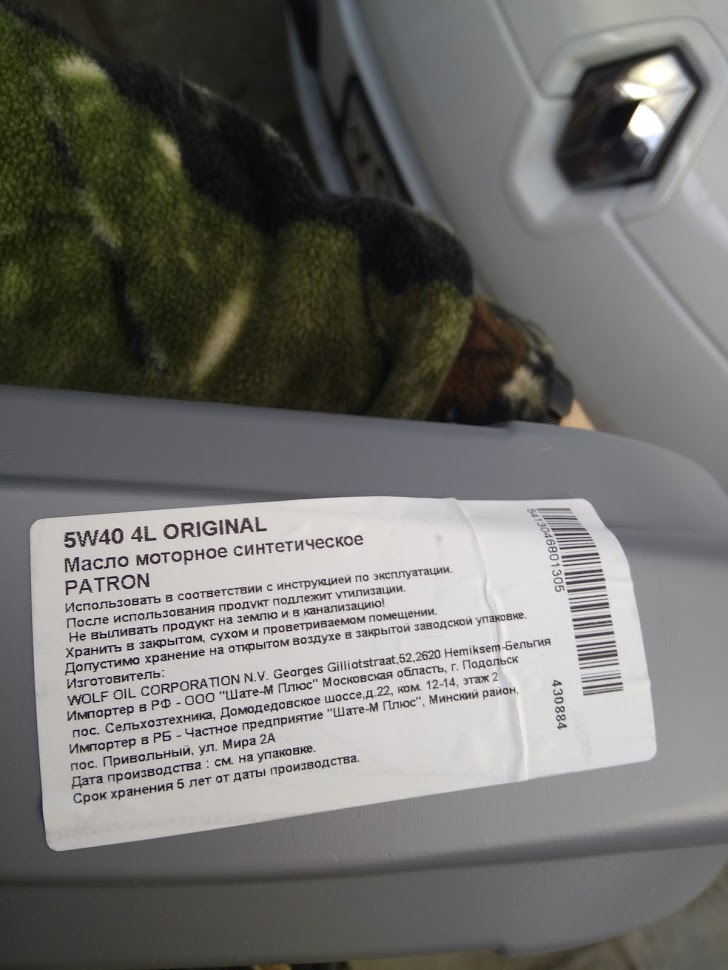 5W40 4L ORIGINAL
Масло моторное синтетическое
PATRON
Использовать в соответствии с инструкцией по эксплуатации.
После использования продукт подлежит утилизации.
Не выливать продукт на землю и в канализацию!
Хранить в закрытом, сухом и проветриваемом помещении.
Допустимо хранение на открытом воздухе в закрытой заводской упаковке.
Изготовитель:
WOLF OIL CORPORATION N.V. Georges Gilliotstraat,52,2620 Hemiksem-Бельгия
Импортер в РФ - ООО "Шате-М Плюс" Московская область, г. Подольск
пос. Сельхозтехника, Домодедовское шоссе,д.22, ком. 12-14, этаж 2
Импортер в РБ - Частное предприятие "Шате-М Плюс", Минский район,
пос. Привольный, ул. Мира 2А
Дата производства : см. на упаковке.
Срок хранения 5 лет от даты производства.
5413046801305
430884